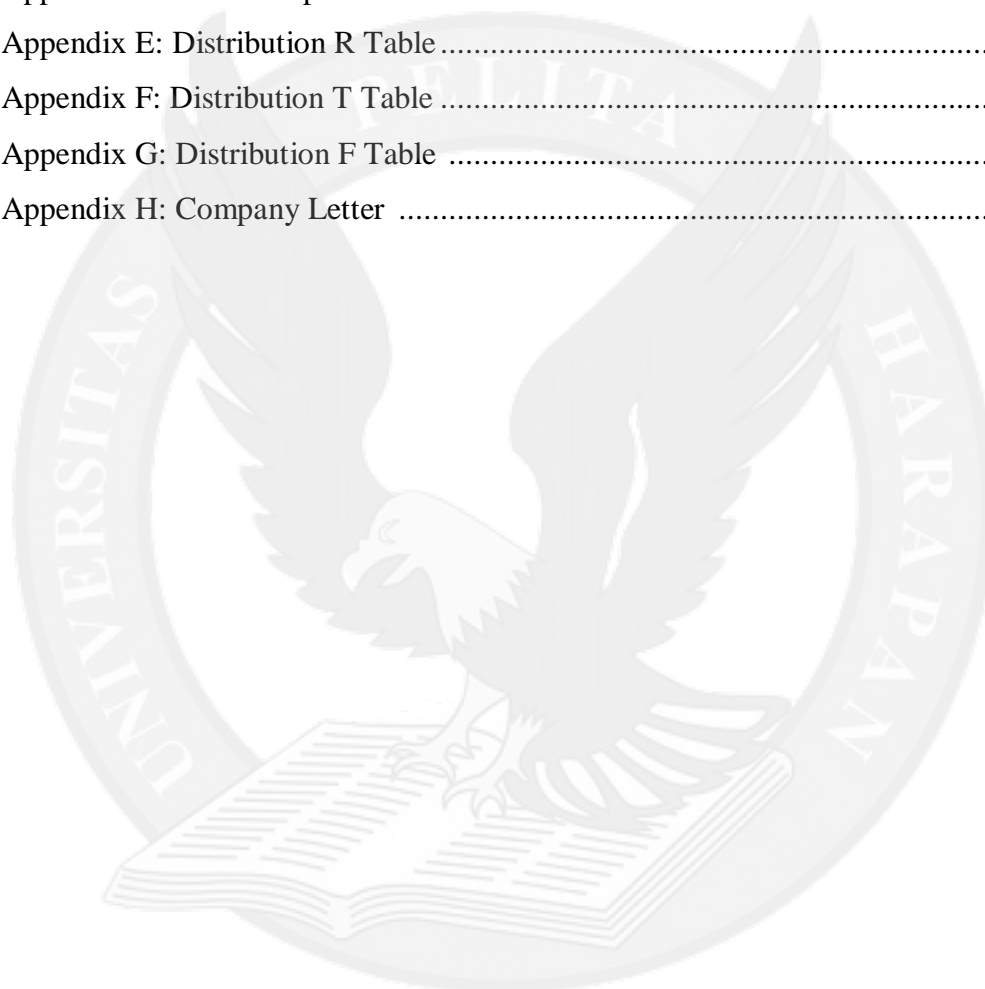 Appendix E: Distribution R Table ........................................................................................
Appendix F: Distribution T Table ........................................................................................
Appendix G: Distribution F Table ........................................................................................
Appendix H: Company Letter ........................................................................................
UNIVERSITAS PELITA HARAPAN